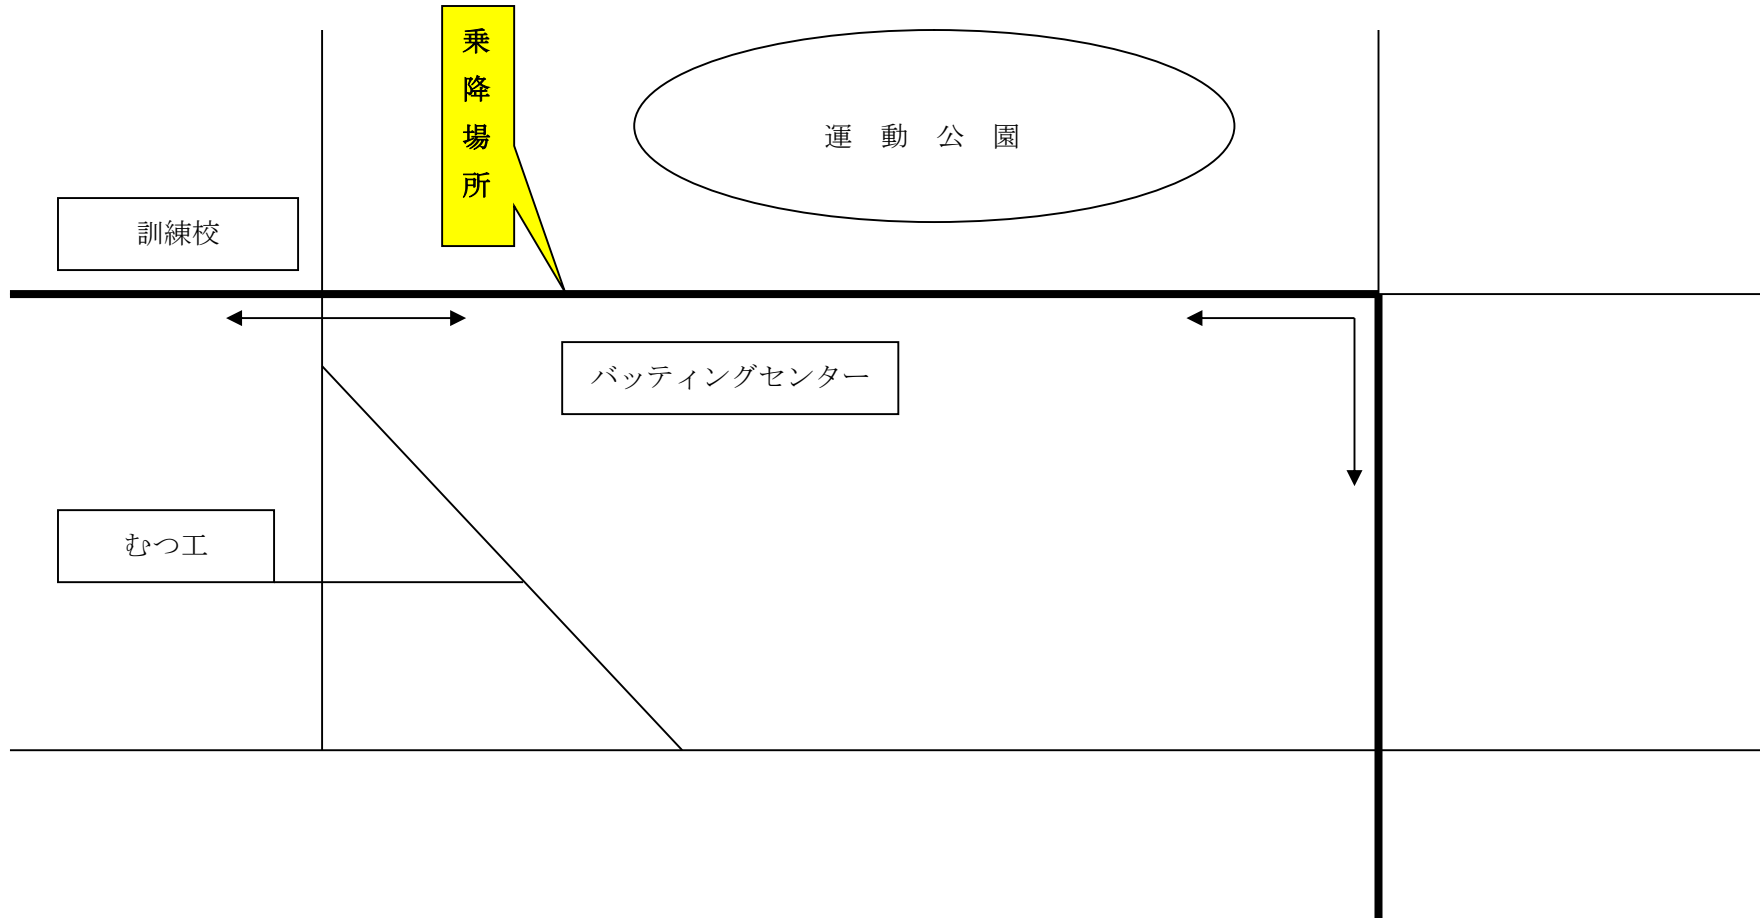 乗降場所
運動公園
訓練校
バッティングセンター
むつ工